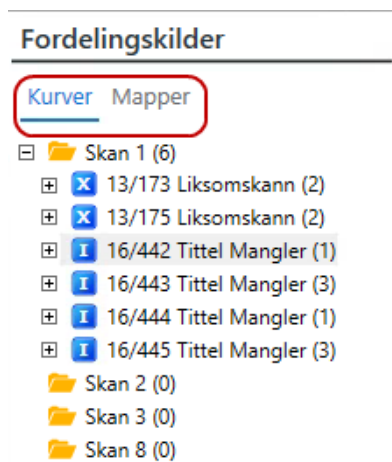 Fordelingskilder
Kurver Mapper
Skan 1 (6)
X 13/173 Liksomskann (2)
X 13/175 Liksomskann (2)
I 16/442 Tittel Mangler (1)
I 16/443 Tittel Mangler (3)
I 16/444 Tittel Mangler (1)
I 16/445 Tittel Mangler (3)
Skan 2 (0)
Skan 3 (0)
Skan 8 (0)